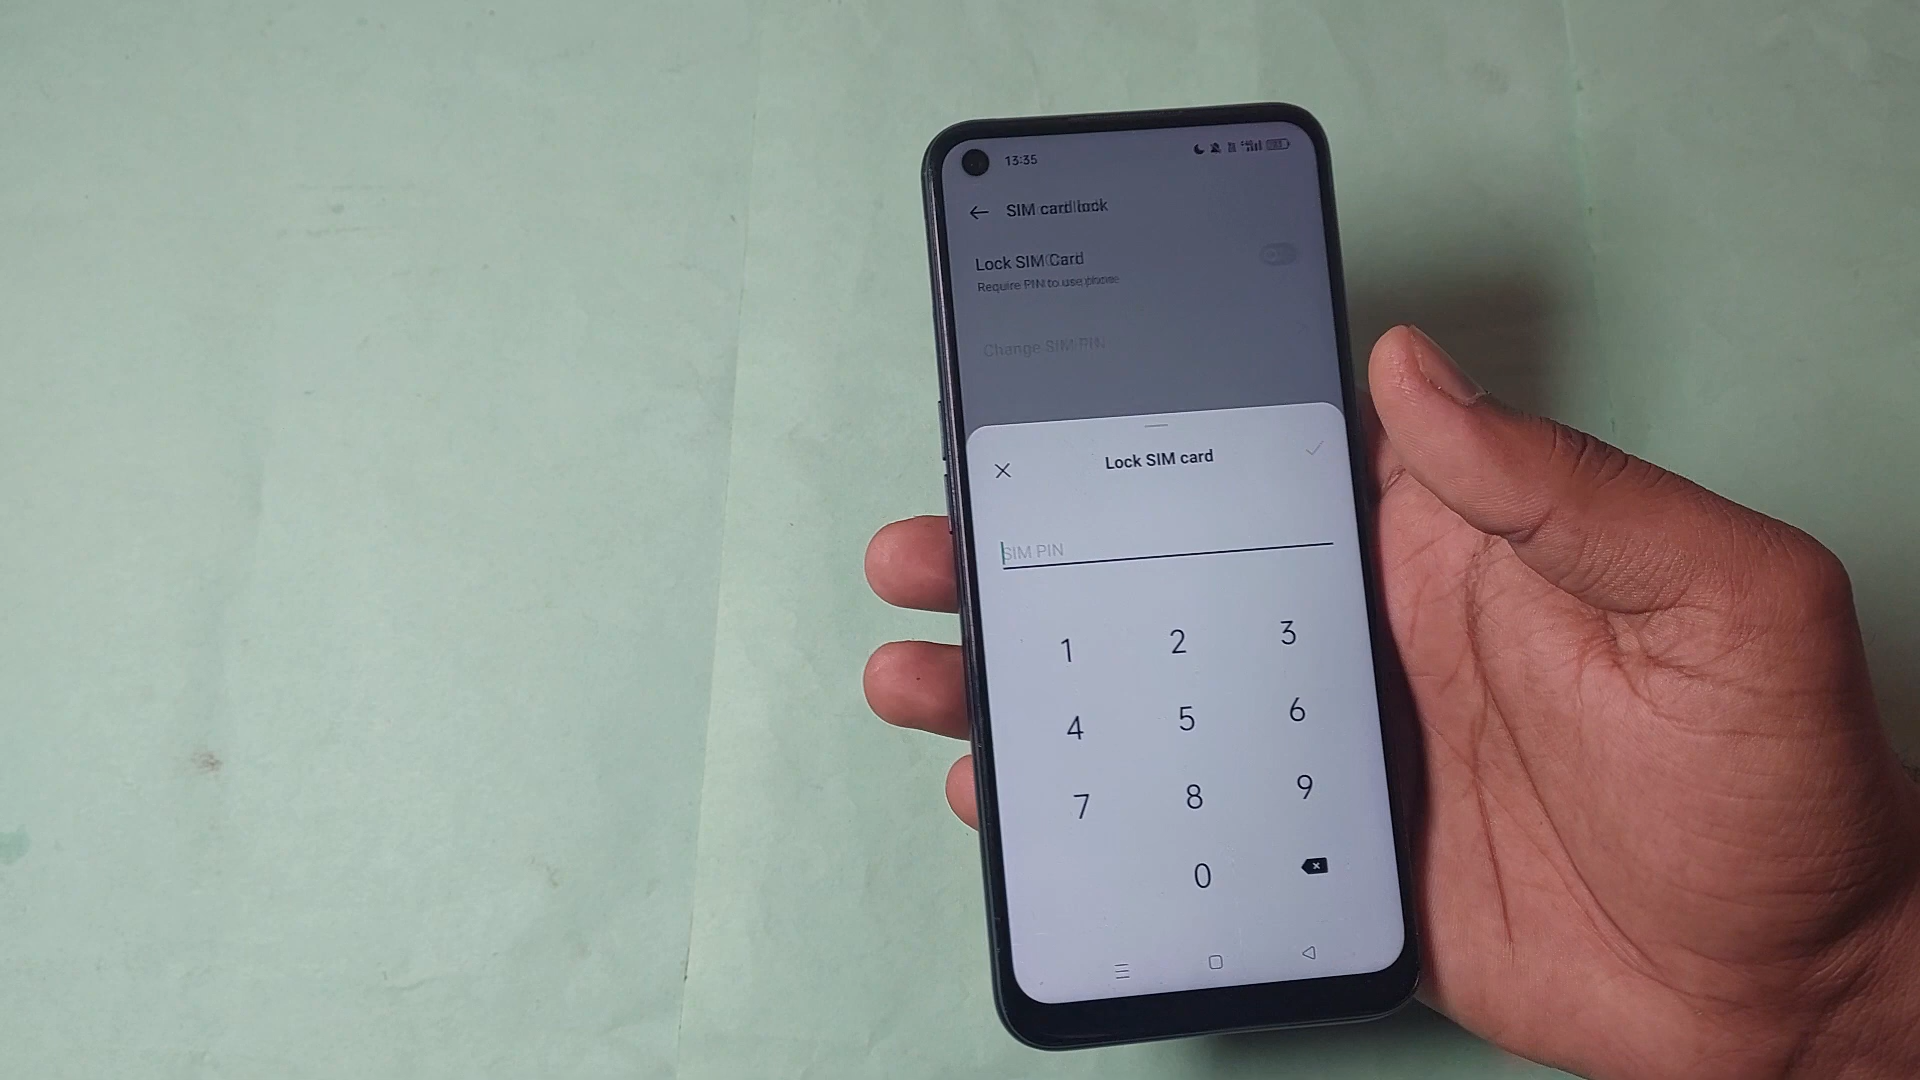 13:35
SIM card lock
Lock SIM Card
Require PIN to use phone
Change SIM PIN
Lock SIM card
SIM PIN
1 2 3
4 5 6
7 8 9
0